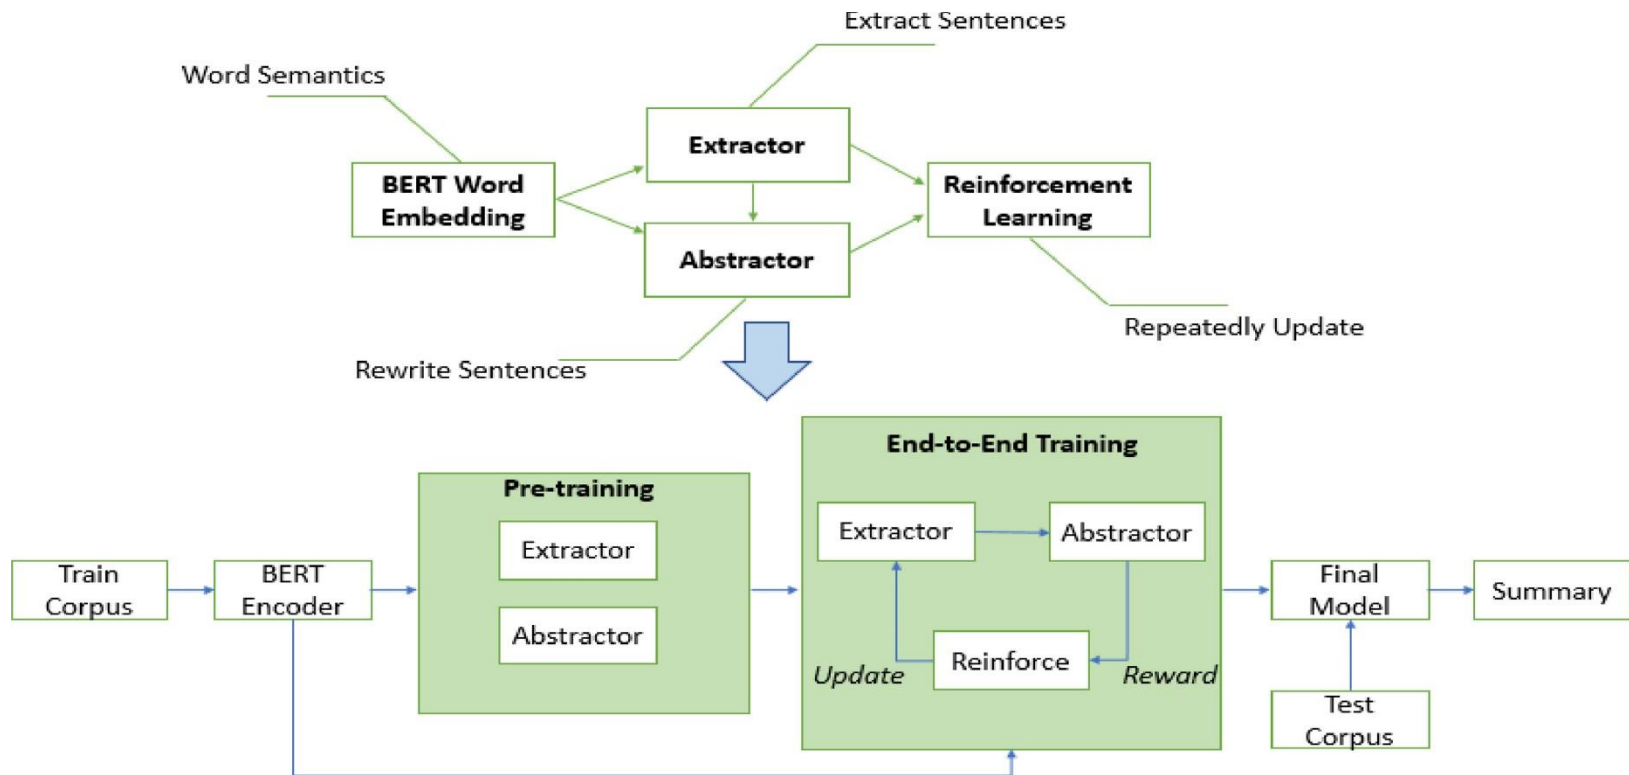 Extract Sentences
Word Semantics
Extractor
BERT Word
Embedding
Reinforcement
Learning
Abstractor
Repeatedly Update
Rewrite Sentences
End-to-End Training
Pre-training
Extractor
Abstractor
Extractor
Abstractor
Train
Corpus
BERT
Encoder
Final
Model
Summary
Reinforce
Update
Reward
Test
Corpus